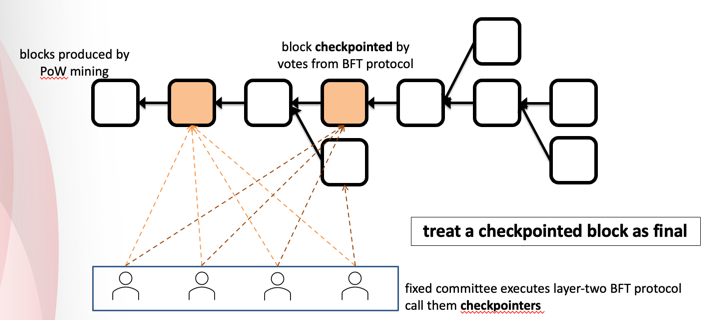 blocks produced by
PoW mining
block checkpointed by
votes from BFT protocol
treat a checkpointed block as final
fixed committee executes layer-two BFT protocol
call them checkpointers